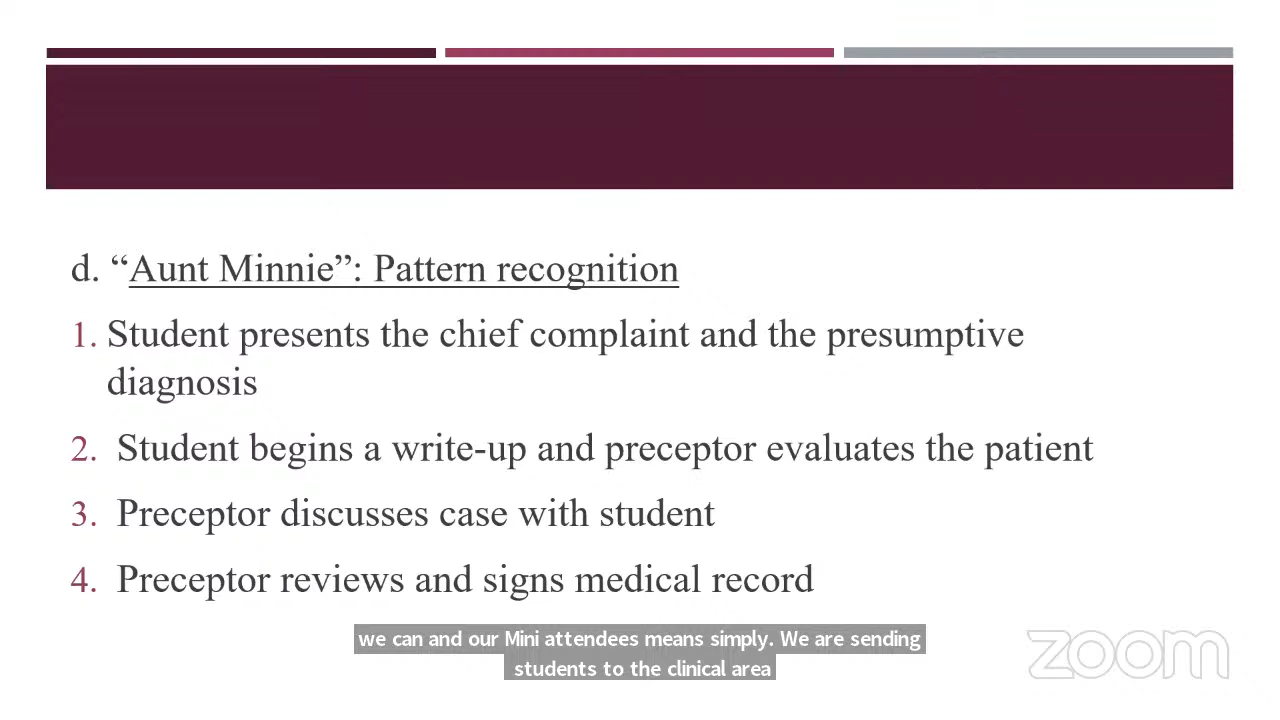 d. “Aunt Minnie”: Pattern recognition
1. Student presents the chief complaint and the presumptive
diagnosis
2. Student begins a write-up and preceptor evaluates the patient
3. Preceptor discusses case with student
4. Preceptor reviews and signs medical record
we can and our Mini attendees means simply. We are sending
students to the clinical area
zoom